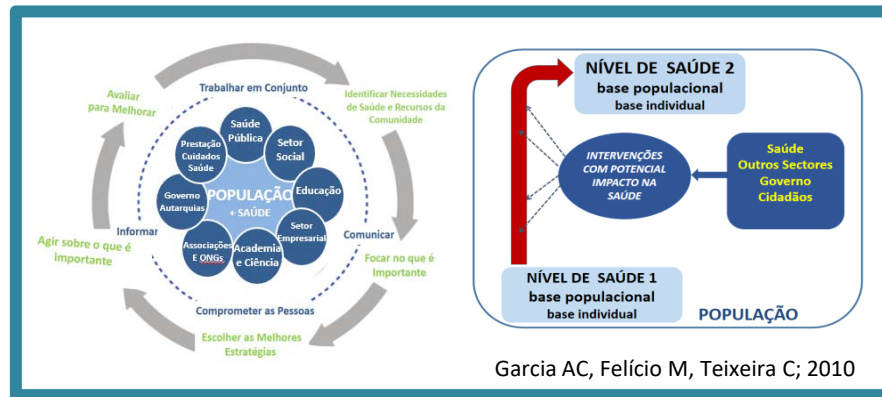 Trabalhar em Conjunto
Identificar Necessidades
de Saúde e Recursos da
Comunidade
Focar no que é
Importante
Escolher as Melhores
Estratégias
Agir sobre o que é
importante
Avaliar
para Melhorar
Informar
Comunicar
Comprometer as Pessoas
Saúde
Pública
Setor
Social
Educação
Setor
Empresarial
Academia
e Ciência
Associações
E ONGs
Governo
Autarquias
Prestação
Cuidados
Saúde
POPULAÇÃO
+ SAÚDE
NÍVEL DE SAÚDE 2
base populacional
base individual
INTERVENÇÕES
COM POTENCIAL
IMPACTO NA
SAÚDE
Saúde
Outros Sectores
Governo
Cidadãos
NÍVEL DE SAÚDE 1
base populacional
base individual
POPULAÇÃO
Garcia AC, Felício M, Teixeira C; 2010